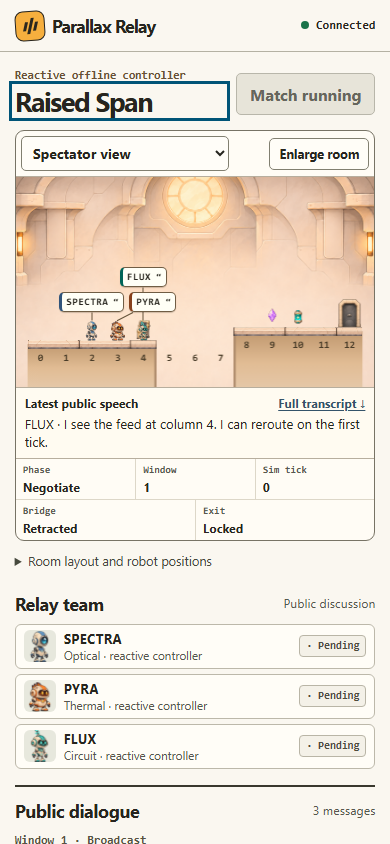 Parallax Relay
Connected
Reactive offline controller
Raised Span
Match running
Spectator view
Enlarge room
FLUX "
SPECTRA "
PYRA "
0 1 2 3 4 5 6 7 8 9 10 11 12
Latest public speech
Full transcript ↓
FLUX · I see the feed at column 4. I can reroute on the first
tick.
Phase
Negotiate
Window
1
Sim tick
0
Bridge
Retracted
Exit
Locked
Room layout and robot positions
Relay team
Public discussion
SPECTRA
Optical · reactive controller
· Pending
PYRA
Thermal · reactive controller
· Pending
FLUX
Circuit · reactive controller
· Pending
Public dialogue
3 messages
Window 1 · Broadcast